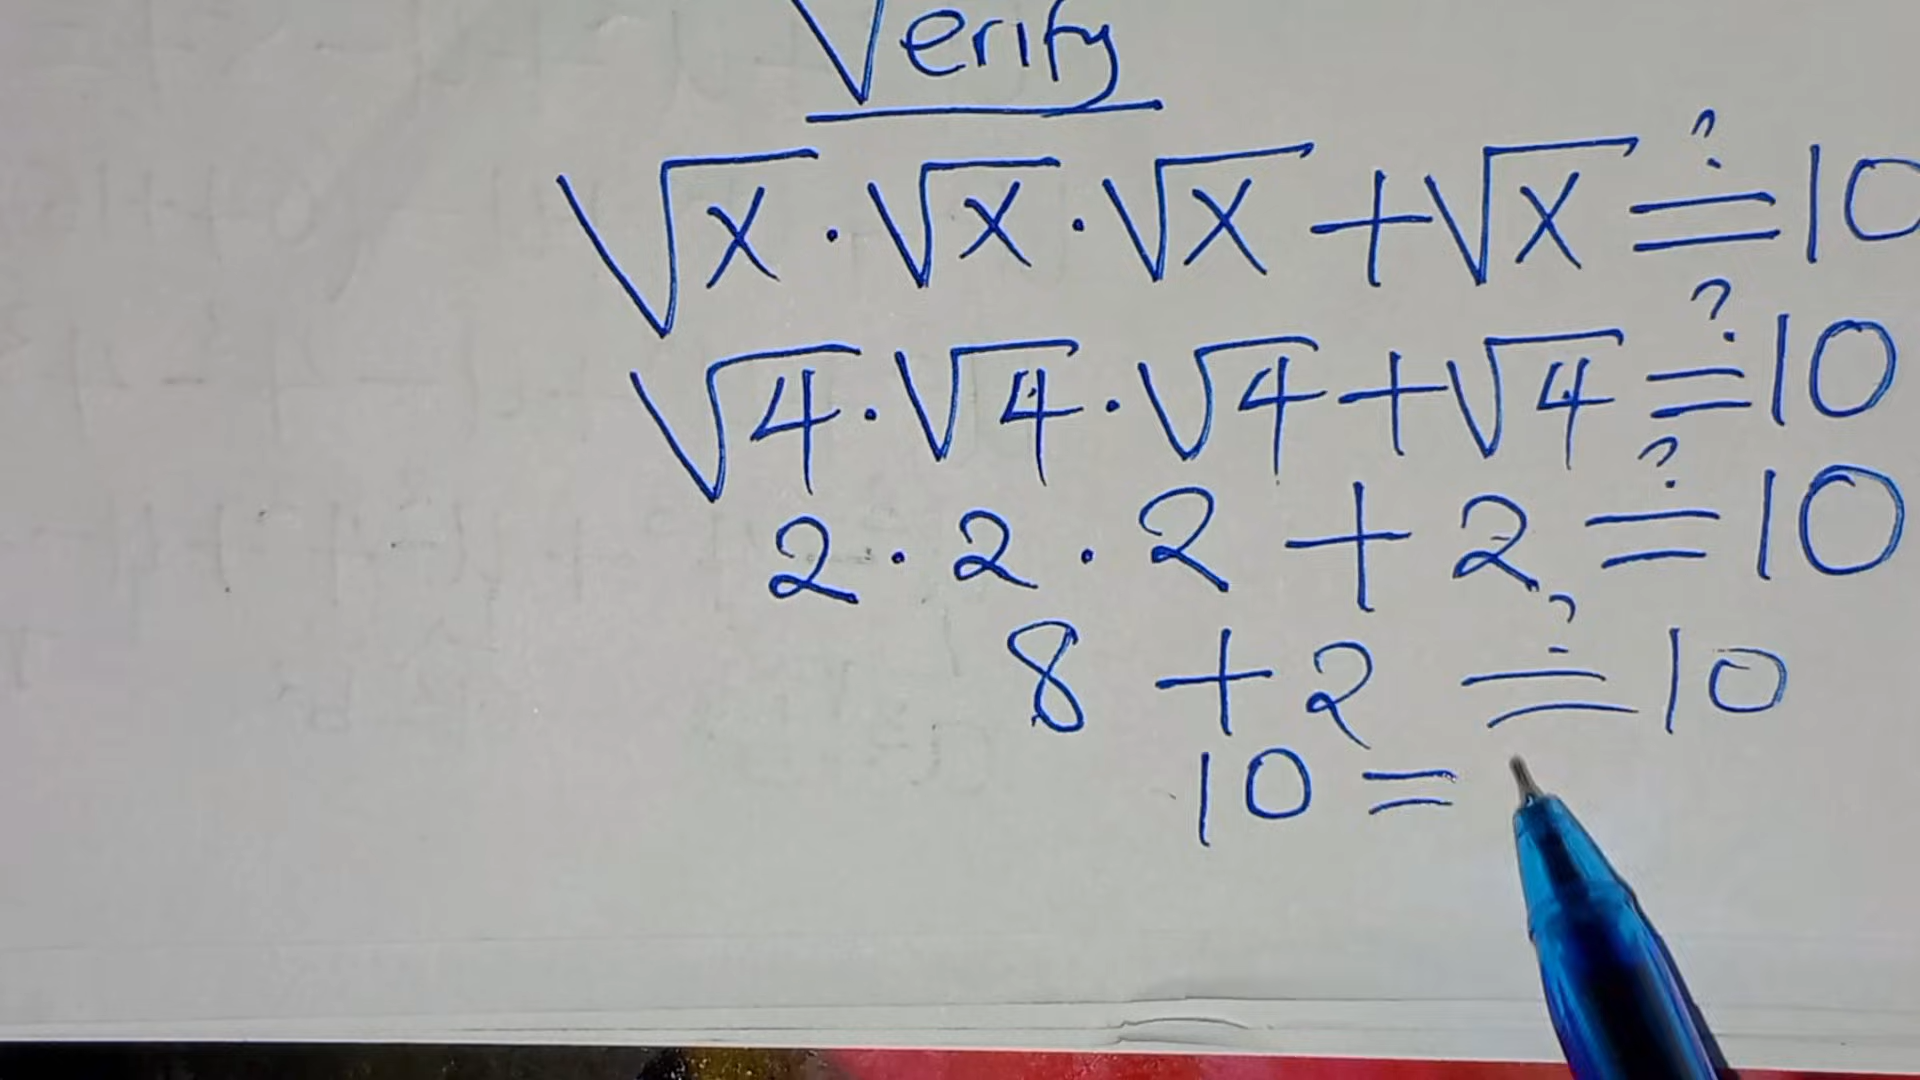 Verify
√x · √x · √x + √x ≟ 10
√4 · √4 · √4 + √4 ≟ 10
2 · 2 · 2 + 2 ≟ 10
8 + 2 ≟ 10
10 =